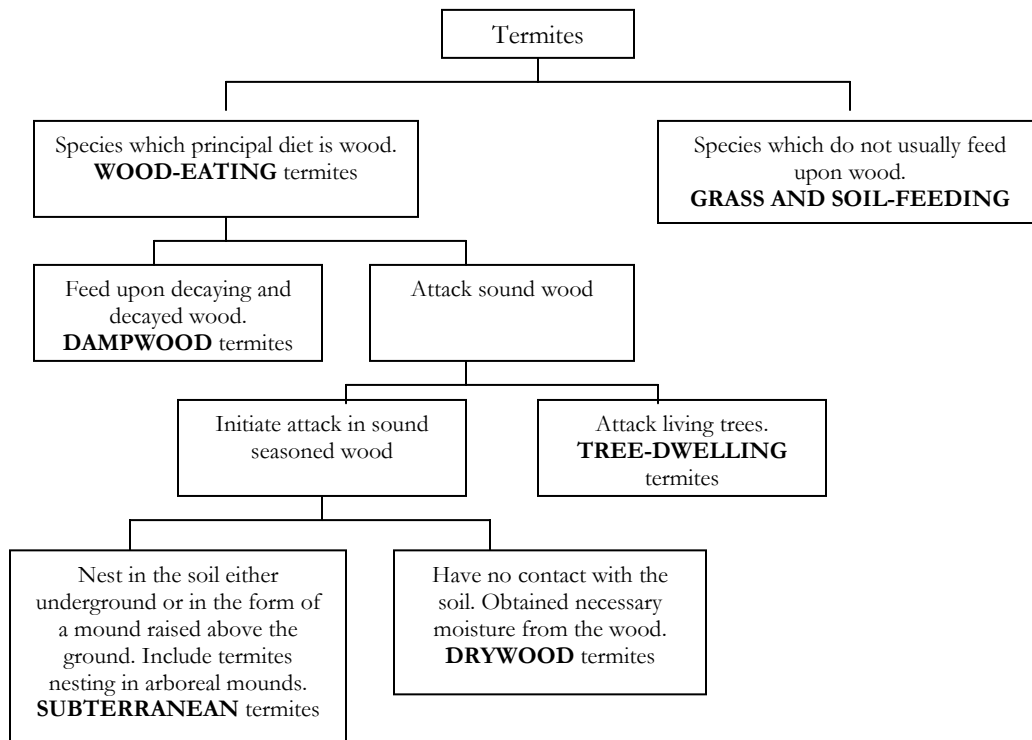 Termites
Species which principal diet is wood.
WOOD-EATING termites
Species which do not usually feed
upon wood.
GRASS AND SOIL-FEEDING
Feed upon decaying and
decayed wood.
DAMPWOOD termites
Attack sound wood
Initiate attack in sound
seasoned wood
Attack living trees.
TREE-DWELLING
termites
Nest in the soil either
underground or in the form of
a mound raised above the
ground. Include termites
nesting in arboreal mounds.
SUBTERRANEAN termites
Have no contact with the
soil. Obtained necessary
moisture from the wood.
DRYWOOD termites